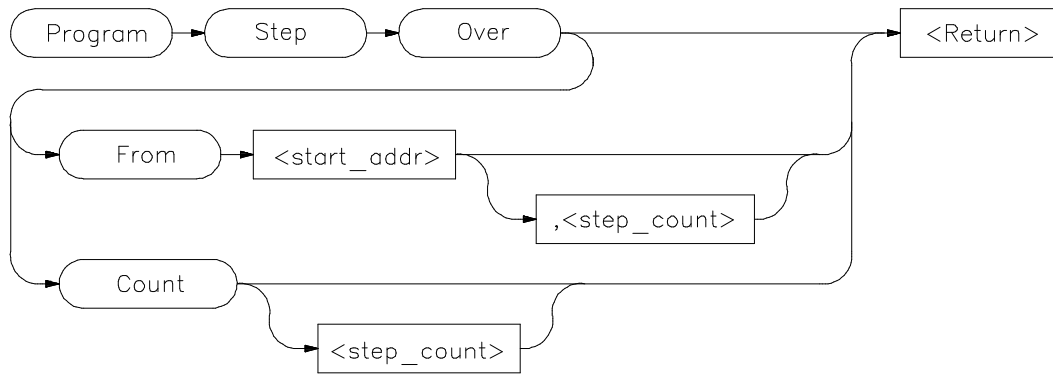 Program Step Over <Return>
From <start_addr>
,<step_count>
Count
<step_count>